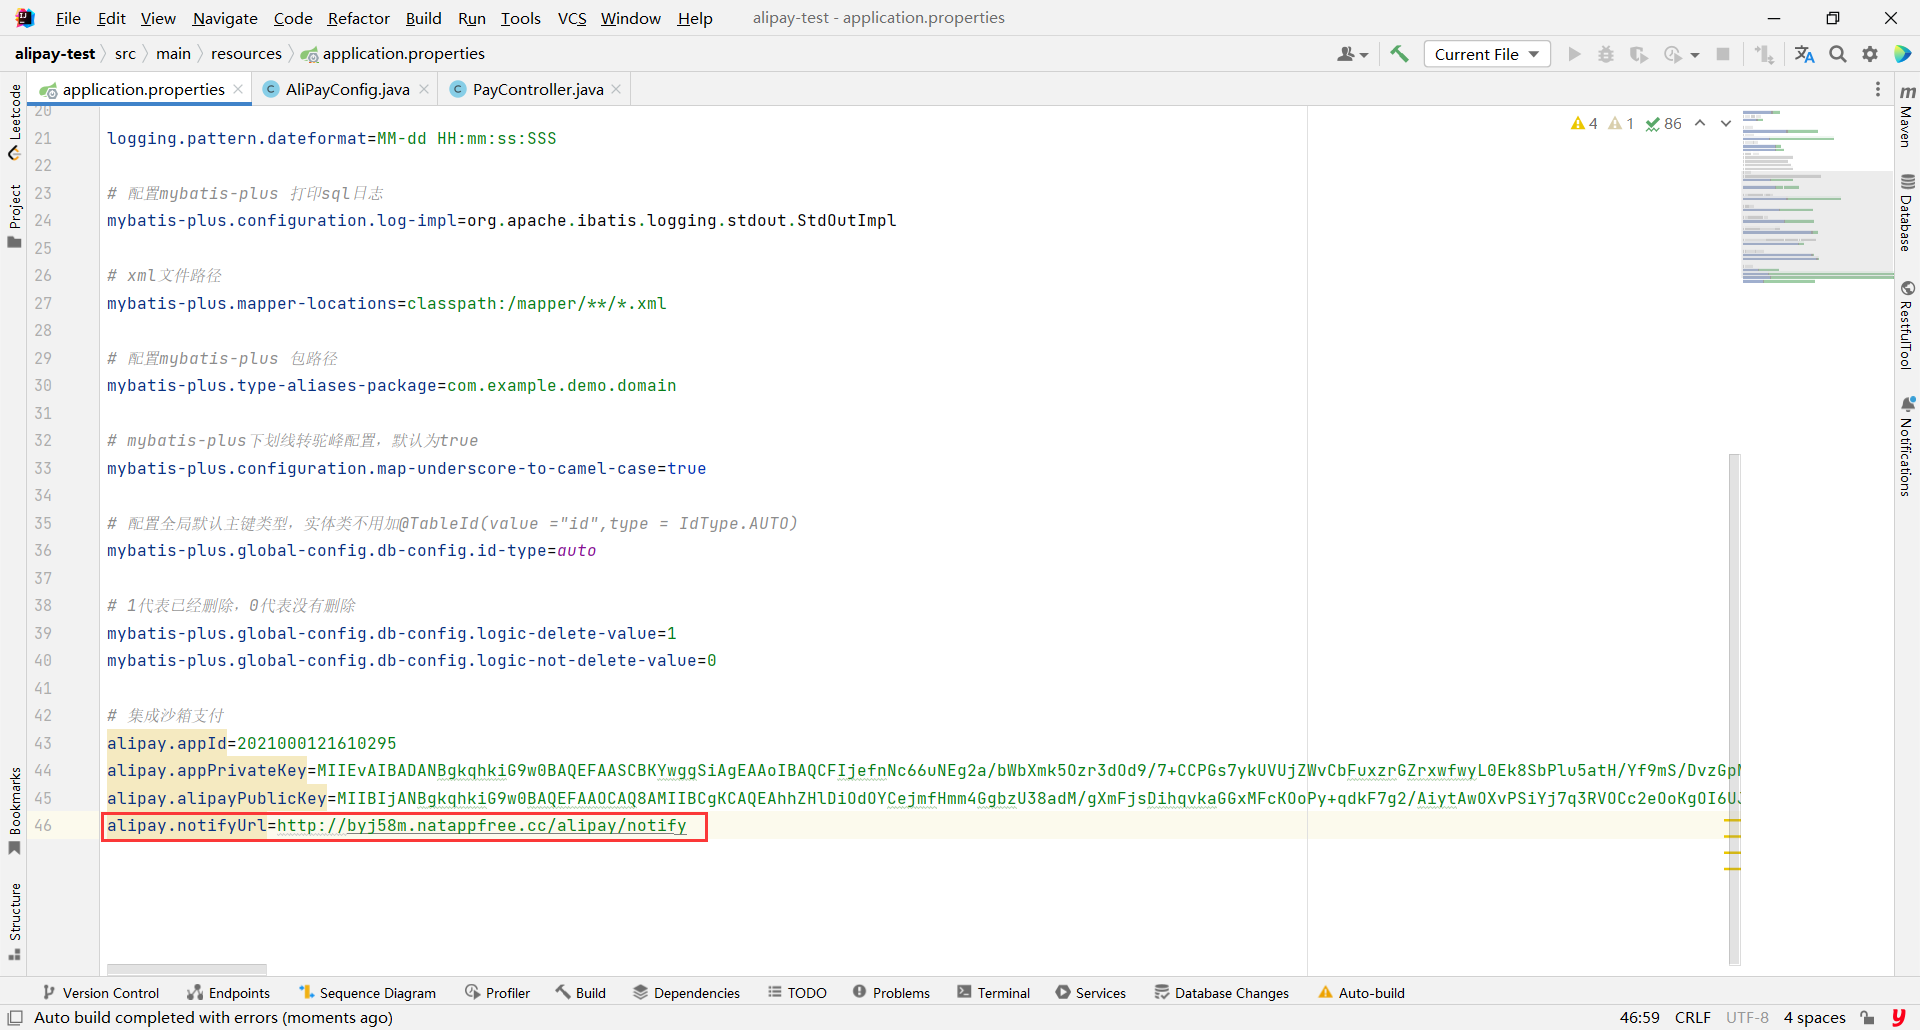 File Edit View Navigate Code Refactor Build Run Tools VCS Window Help alipay-test - application.properties
alipay-test src main resources application.properties
Current File
application.properties AliPayConfig.java PayController.java
4 1 86
20
21 logging.pattern.dateformat=MM-dd HH:mm:ss:SSS
22
23 # 配置mybatis-plus 打印sql日志
24 mybatis-plus.configuration.log-impl=org.apache.ibatis.logging.stdout.StdOutImpl
25
26 # xml文件路径
27 mybatis-plus.mapper-locations=classpath:/mapper/**/*.xml
28
29 # 配置mybatis-plus 包路径
30 mybatis-plus.type-aliases-package=com.example.demo.domain
31
32 # mybatis-plus下划线转驼峰配置，默认为true
33 mybatis-plus.configuration.map-underscore-to-camel-case=true
34
35 # 配置全局默认主键类型，实体类不用加@TableId(value ="id",type = IdType.AUTO)
36 mybatis-plus.global-config.db-config.id-type=auto
37
38 # 1代表已经删除，0代表没有删除
39 mybatis-plus.global-config.db-config.logic-delete-value=1
40 mybatis-plus.global-config.db-config.logic-not-delete-value=0
41
42 # 集成沙箱支付
43 alipay.appId=2021000121610295
44 alipay.appPrivateKey=MIIEvAIBADANBgkqhkiG9w0BAQEFAASCBKYwggSiAgEAAoIBAQCFIjefnNc66uNEg2a/bWbXmk5Ozr3dOd9/7+CCPGs7ykUVUjZWvCbFuxzrGZrxwfwyL0Ek8SbPlu5atH/Yf9mS/DvzGpM
45 alipay.alipayPublicKey=MIIBIjANBgkqhkiG9w0BAQEFAAOCAQ8AMIIBCgKCAQEAhhZHlDiOdOYCejmfHmm4GgbzU38adM/gXmFjsDihqvkaGGxMFcKOoPy+qdkF7g2/AiytAwOXvPSiYj7q3RVOCc2eOoKgOI6UJ
46 alipay.notifyUrl=http://byj58m.natappfree.cc/alipay/notify
Leetcode
Project
Bookmarks
Structure
m
Maven
Database
RestfulTool
Notifications
Version Control Endpoints Sequence Diagram Profiler Build Dependencies TODO Problems Terminal Services Database Changes Auto-build
Auto build completed with errors (moments ago) 46:59 CRLF UTF-8 4 spaces